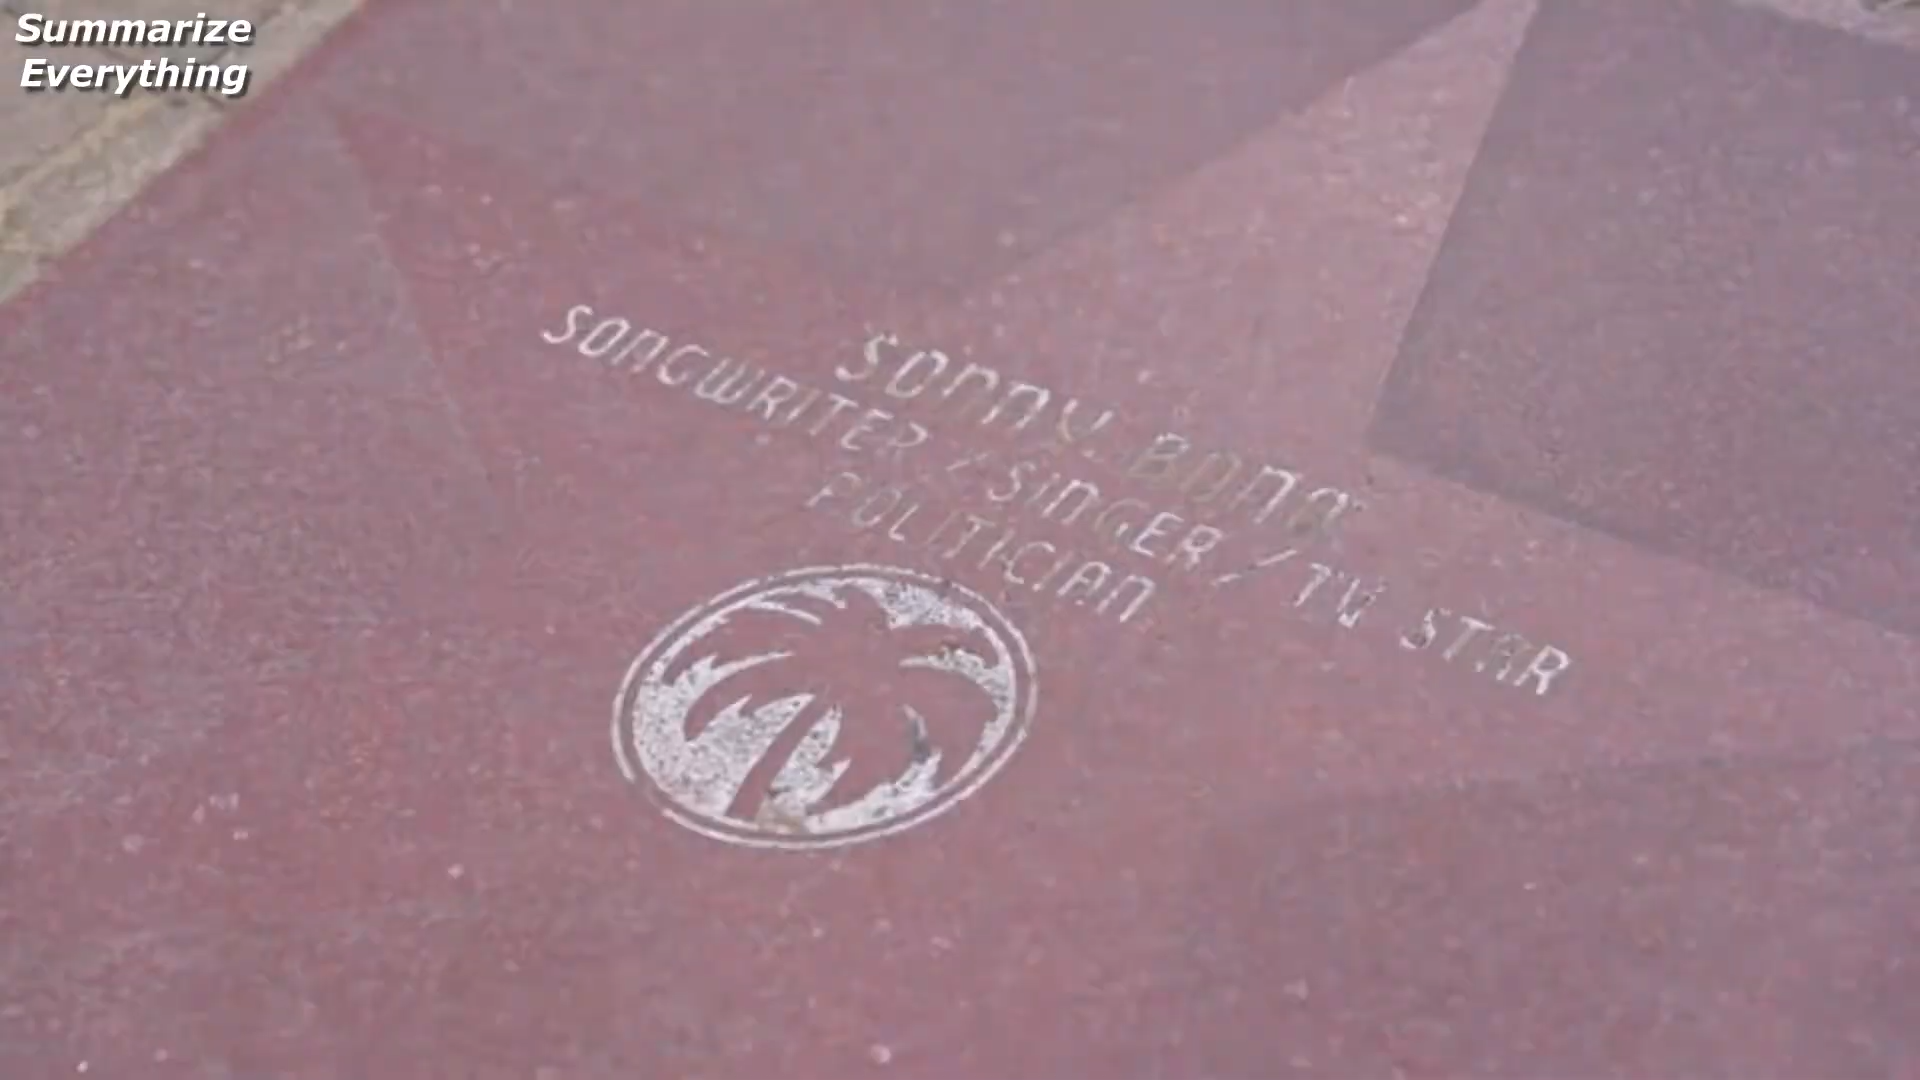 Summarize
Everything
SONNY BONO
SONGWRITER / SINGER / TV STAR
POLITICIAN